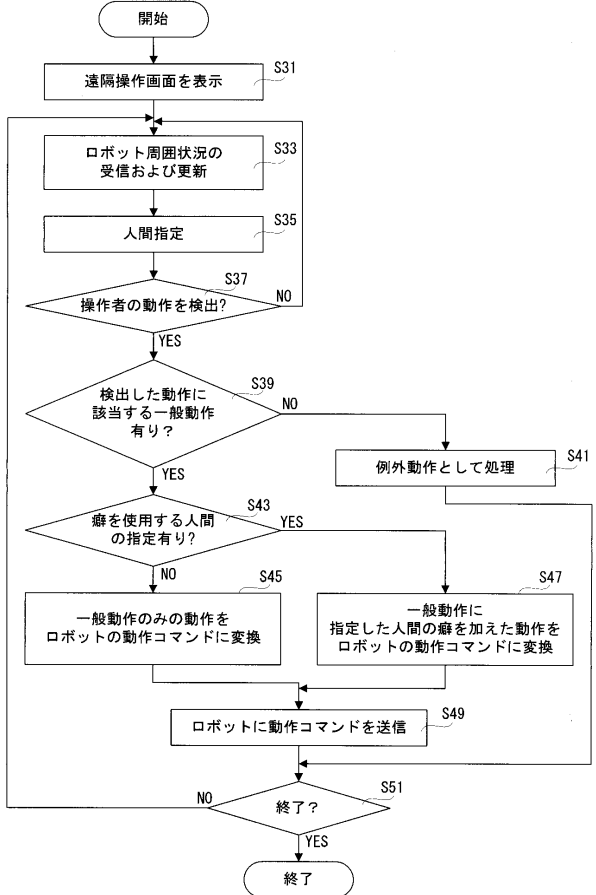 開始
S31
遠隔操作画面を表示
S33
ロボット周囲状況の
受信および更新
S35
人間指定
S37
操作者の動作を検出?
NO
YES
S39
検出した動作に
該当する一般動作
有り?
NO
YES
S41
例外動作として処理
S43
癖を使用する人間
の指定有り?
YES
NO
S45
一般動作のみの動作を
ロボットの動作コマンドに変換
S47
一般動作に
指定した人間の癖を加えた動作を
ロボットの動作コマンドに変換
S49
ロボットに動作コマンドを送信
S51
終了?
NO
YES
終了